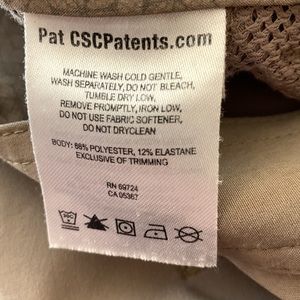 Pat CSCPatents.com
MACHINE WASH COLD GENTLE,
WASH SEPARATELY, DO NOT BLEACH,
TUMBLE DRY LOW,
REMOVE PROMPTLY, IRON LOW,
DO NOT USE FABRIC SOFTENER,
DO NOT DRYCLEAN
BODY: 88% POLYESTER, 12% ELASTANE
EXCLUSIVE OF TRIMMING
RN 69724
CA 05367